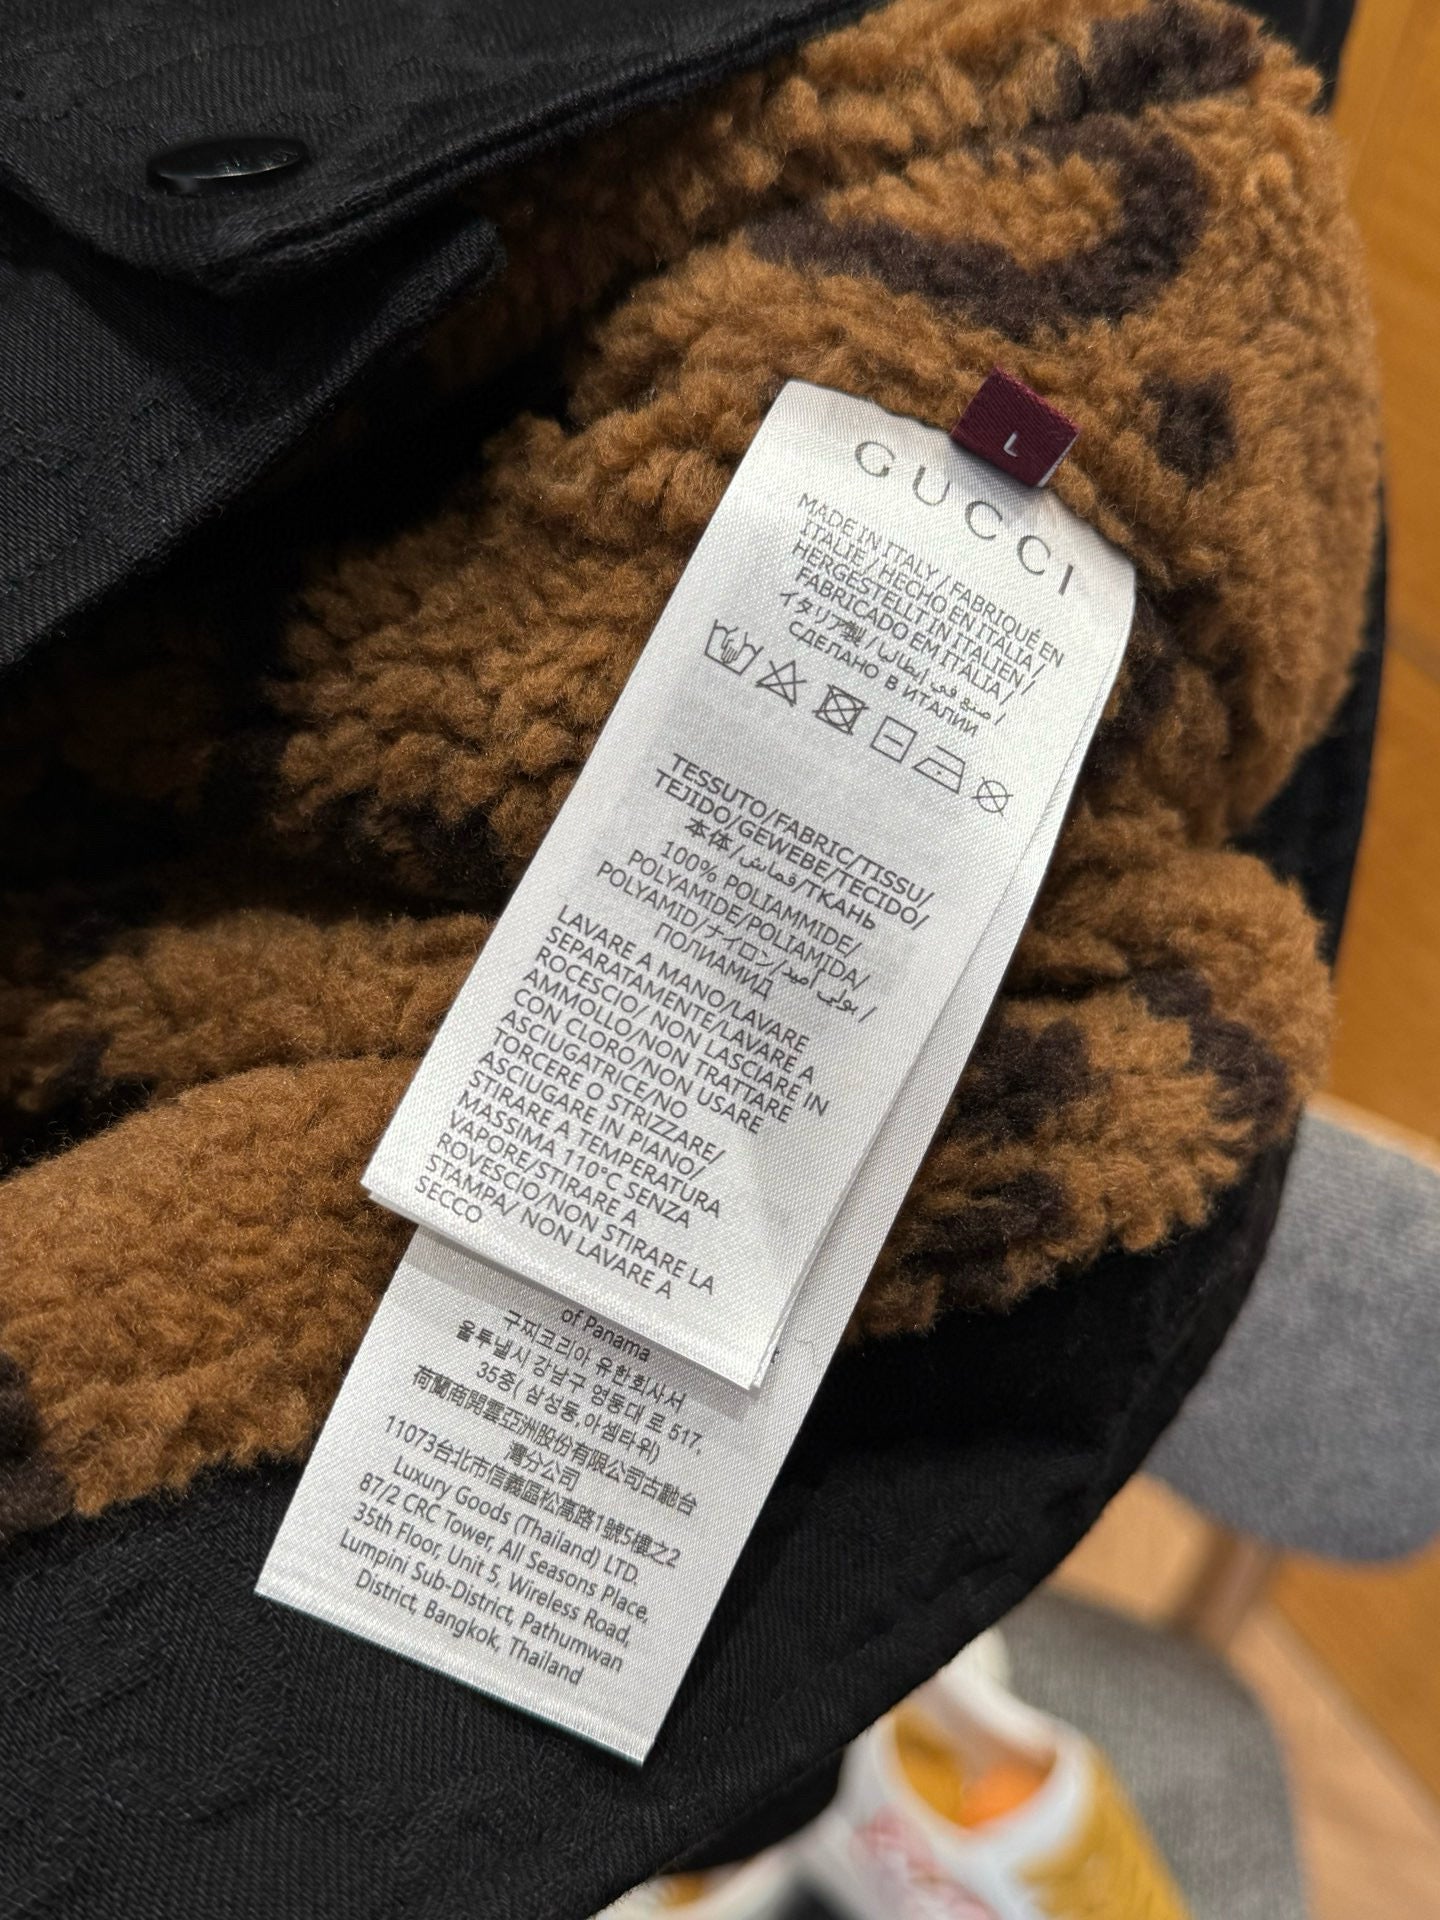 L
GUCCI
MADE IN ITALY / FABRIQUÉ EN
ITALIE / HECHO EN ITALIA /
HERGESTELLT IN ITALIEN /
FABRICADO EM ITALIA /
イタリア製 / صنع في إيطاليا /
СДЕЛАНО В ИТАЛИИ
TESSUTO/FABRIC/TISSU/
TEJIDO/GEWEBE/TECIDO/
本体/قماش/ТКАНЬ
100% POLIAMMIDE/
POLYAMIDE/POLIAMIDA/
POLYAMID/ナイロン/بولي أميد/
ПОЛИАМИД
LAVARE A MANO/LAVARE
SEPARATAMENTE/LAVARE A
ROCESCIO/ NON LASCIARE IN
AMMOLLO/NON TRATTARE
CON CLORO/NON USARE
ASCIUGATRICE/NO
TORCERE O STRIZZARE/
ASCIUGARE IN PIANO/
STIRARE A TEMPERATURA
MASSIMA 110°C SENZA
VAPORE/STIRARE A
ROVESCIO/NON STIRARE LA
STAMPA/ NON LAVARE A
SECCO
of Panama
구찌코리아 유한회사서
울투낼시 강남구 영동대 로 517,
35중( 삼성동,아셈타위)
荷蘭商開雲亞洲股份有限公司古馳台
灣分公司
11073台北市信義區松高路1號5樓之2
Luxury Goods (Thailand) LTD.
87/2 CRC Tower, All Seasons Place,
35th Floor, Unit 5, Wireless Road,
Lumpini Sub-District, Pathumwan
District, Bangkok, Thailand